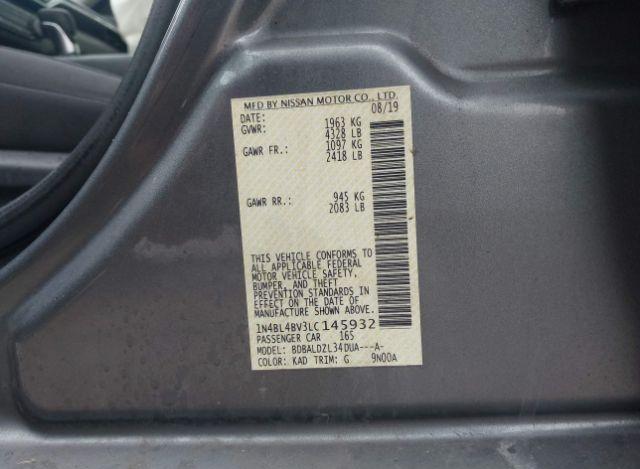 MFD BY NISSAN MOTOR CO., LTD.
DATE: 08/19
GVWR: 1963 KG
4328 LB
GAWR FR.: 1097 KG
2418 LB
GAWR RR.: 945 KG
2083 LB
THIS VEHICLE CONFORMS TO
ALL APPLICABLE FEDERAL
MOTOR VEHICLE SAFETY,
BUMPER, AND THEFT
PREVENTION STANDARDS IN
EFFECT ON THE DATE OF
MANUFACTURE SHOWN ABOVE.
1N4BL4BV3LC145932
PASSENGER CAR 165
MODEL: BDBALDZL34DUA---A-
COLOR: KAD TRIM: G 9N00A